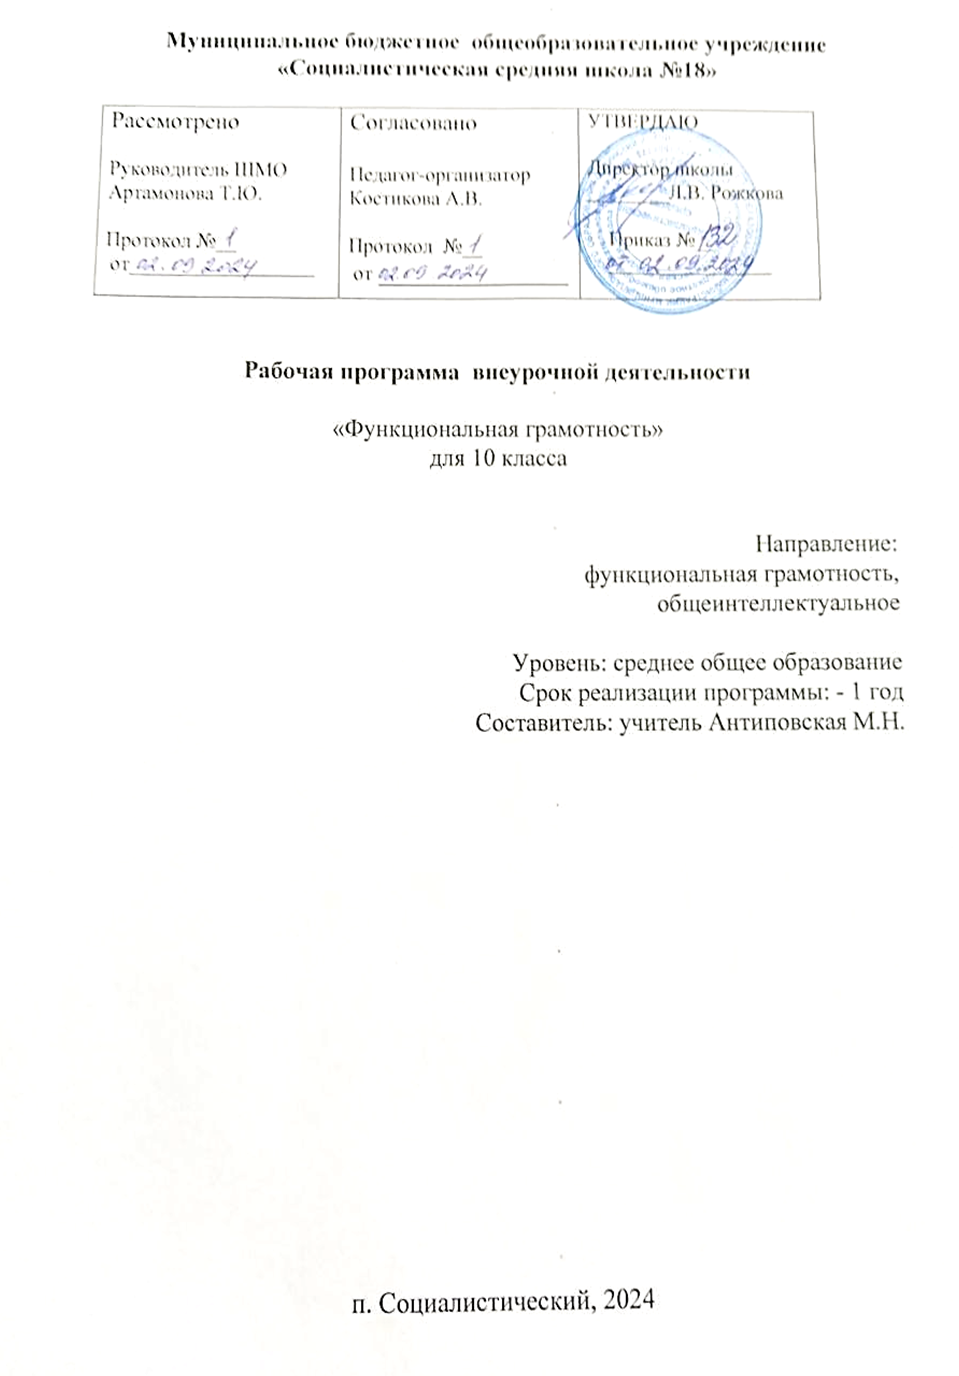 Муниципальное бюджетное общеобразовательное учреждение
«Социалистическая средняя школа №18»
Рассмотрено
Руководитель ШМО
Артамонова Т.Ю.
Протокол № 1
от 02.09 2024
Согласовано
Педагог-организатор
Костикова А.В.
Протокол № 1
от 02.09 2024
УТВЕРДАЮ
Директор школы
Л.В. Рожкова
Приказ № 132
от 02.09.2024
Рабочая программа внеурочной деятельности
«Функциональная грамотность»
для 10 класса
Направление:
функциональная грамотность,
общеинтеллектуальное
Уровень: среднее общее образование
Срок реализации программы: - 1 год
Составитель: учитель Антиповская М.Н.
п. Социалистический, 2024